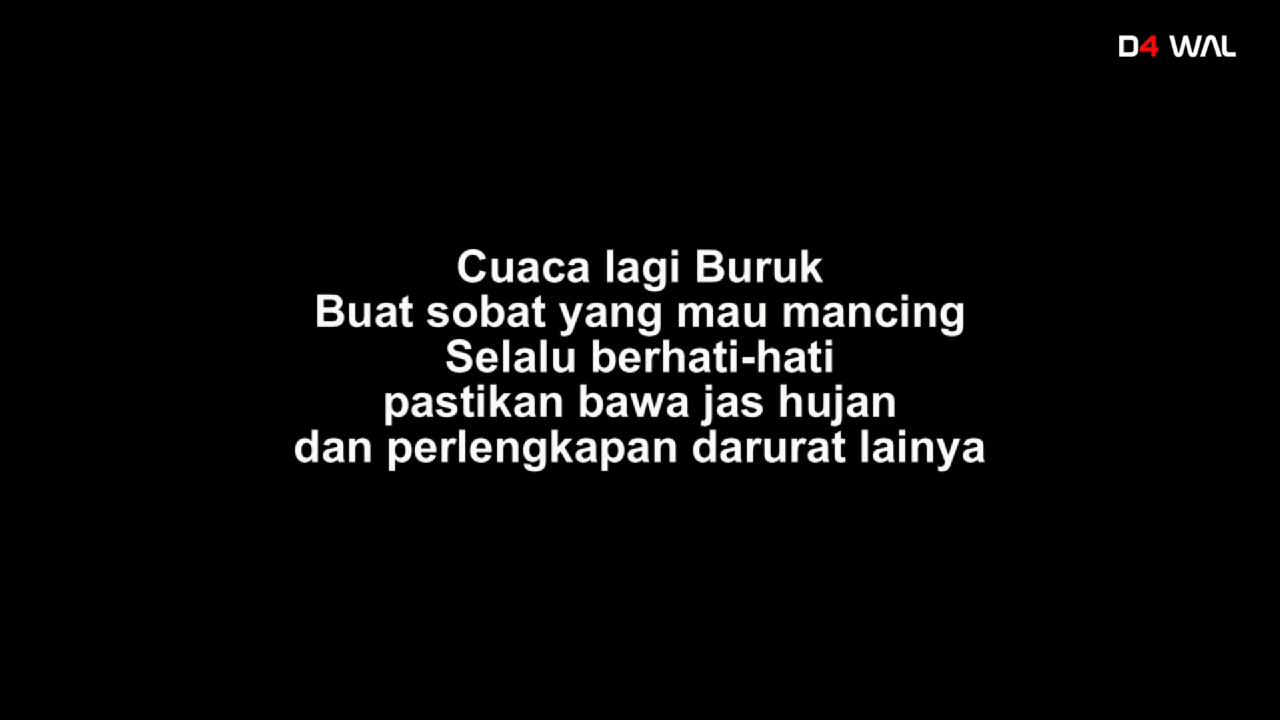 D4 WAL
Cuaca lagi Buruk
Buat sobat yang mau mancing
Selalu berhati-hati
pastikan bawa jas hujan
dan perlengkapan darurat lainya